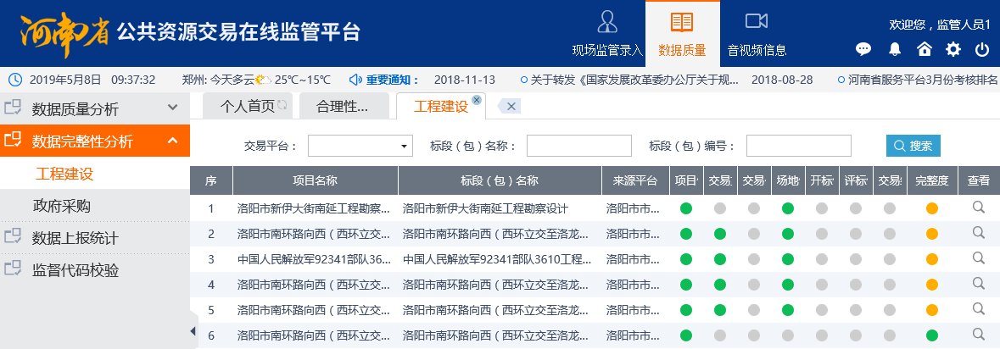 河南省 公共资源交易在线监管平台
现场监管录入 数据质量 音视频信息
欢迎您，监管人员1
2019年5月8日 09:37:32 郑州: 今天多云 25℃~15℃ 重要通知： 2018-11-13 关于转发《国家发展改革委办公厅关于规... 2018-08-28 河南省服务平台3月份考核排名
数据质量分析
数据完整性分析
工程建设
政府采购
数据上报统计
监督代码校验
个人首页 合理性... 工程建设
交易平台： 标段（包）名称： 标段（包）编号： 搜索
序 项目名称 标段（包）名称 来源平台 项目 交易 交易 场地 开标 评标 交易 完整度 查看
1 洛阳市新伊大街南延工程勘察... 洛阳市新伊大街南延工程勘察设计 洛阳市市...
2 洛阳市南环路向西（西环立交... 洛阳市南环路向西（西环立交至洛龙... 洛阳市市...
3 中国人民解放军92341部队36... 中国人民解放军92341部队3610工程... 洛阳市市...
4 洛阳市南环路向西（西环立交... 洛阳市南环路向西（西环立交至洛龙... 洛阳市市...
5 洛阳市南环路向西（西环立交... 洛阳市南环路向西（西环立交至洛龙... 洛阳市市...
6 洛阳市南环路向西（西环立交... 洛阳市南环路向西（西环立交至洛龙... 洛阳市市...